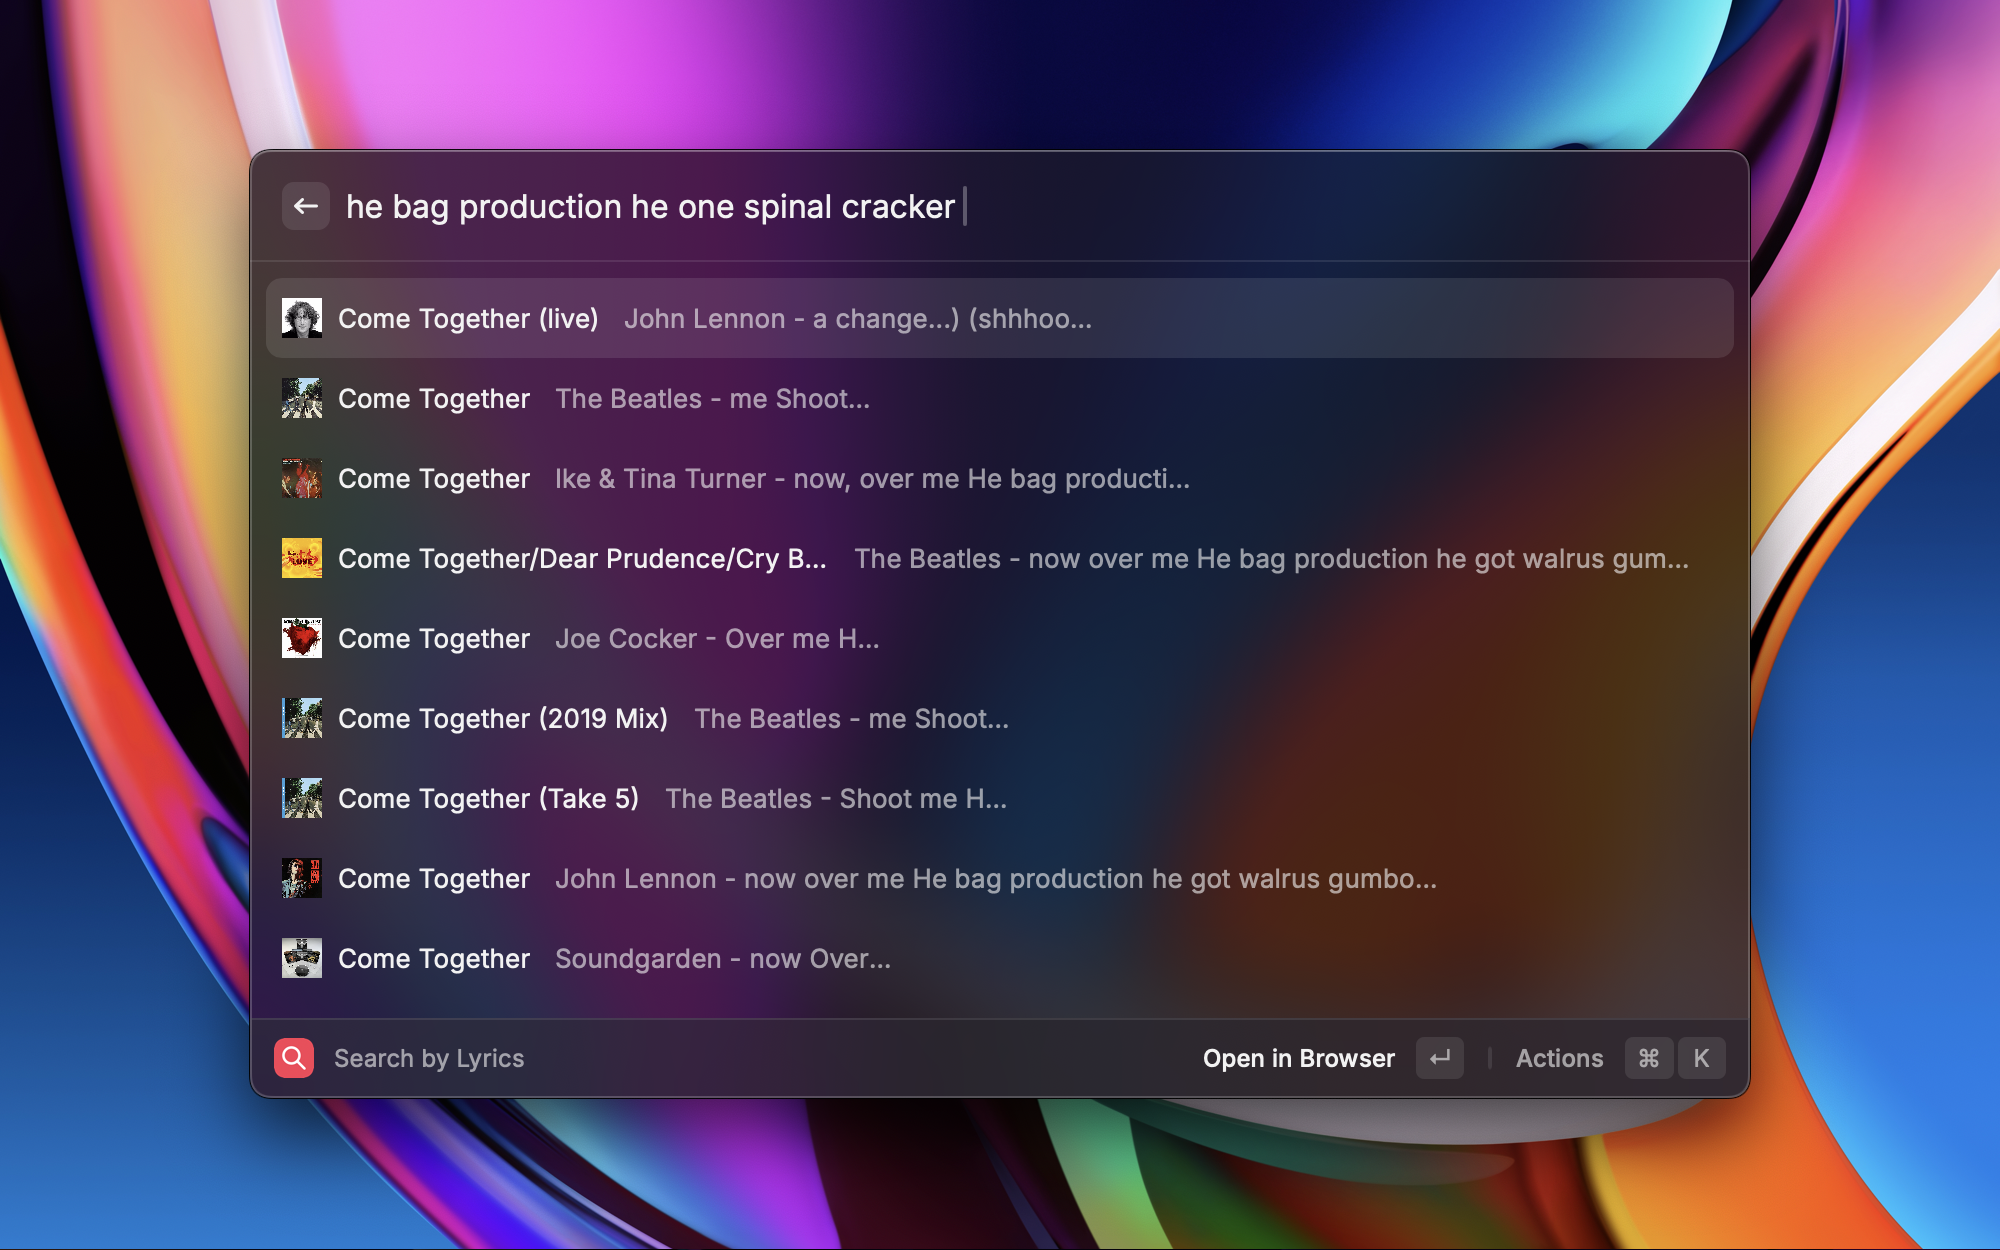 he bag production he one spinal cracker
Come Together (live) John Lennon - a change...) (shhhoo...
Come Together The Beatles - me Shoot...
Come Together Ike & Tina Turner - now, over me He bag producti...
Come Together/Dear Prudence/Cry B... The Beatles - now over me He bag production he got walrus gum...
Come Together Joe Cocker - Over me H...
Come Together (2019 Mix) The Beatles - me Shoot...
Come Together (Take 5) The Beatles - Shoot me H...
Come Together John Lennon - now over me He bag production he got walrus gumbo...
Come Together Soundgarden - now Over...
Search by Lyrics Open in Browser ↵ Actions ⌘ K